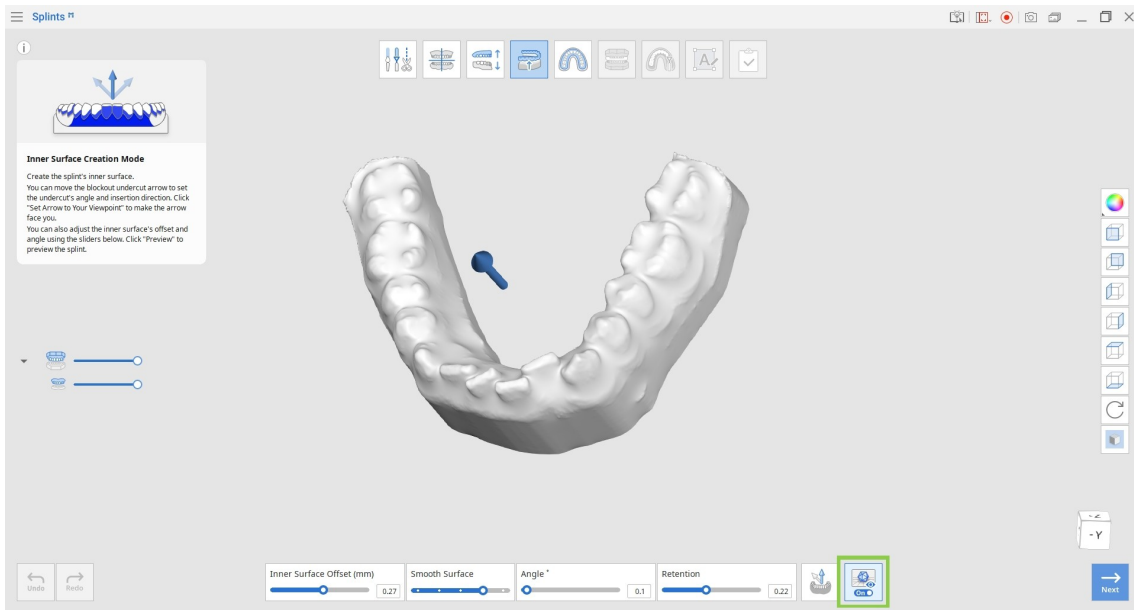 Splints
Inner Surface Creation Mode
Create the splint's inner surface.
You can move the blockout undercut arrow to set
the undercut's angle and insertion direction. Click
"Set Arrow to Your Viewpoint" to make the arrow
face you.
You can also adjust the inner surface's offset and
angle using the sliders below. Click "Preview" to
preview the splint.
-Z
-Y
Undo
Redo
Inner Surface Offset (mm)
0.27
Smooth Surface
Angle °
0.1
Retention
0.22
On
Next